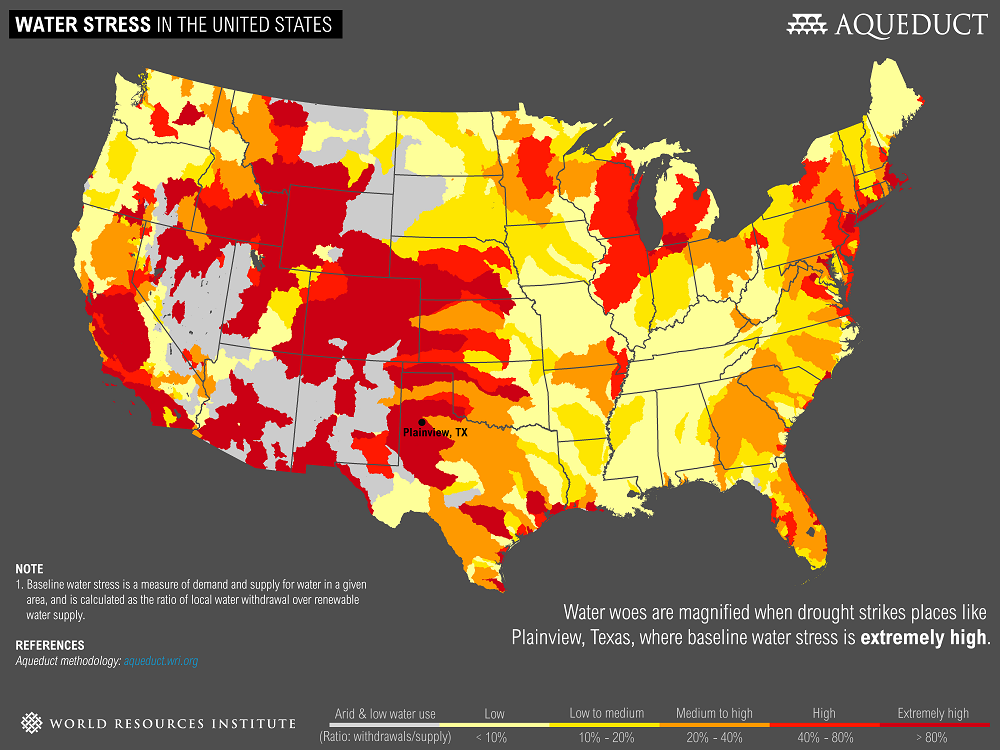 WATER STRESS IN THE UNITED STATES
AQUEDUCT
Plainview, TX
NOTE
1. Baseline water stress is a measure of demand and supply for water in a given
area, and is calculated as the ratio of local water withdrawal over renewable
water supply.
Water woes are magnified when drought strikes places like
Plainview, Texas, where baseline water stress is extremely high.
REFERENCES
Aqueduct methodology: aqueduct.wri.org
WORLD RESOURCES INSTITUTE
Arid & low water use Low Low to medium Medium to high High Extremely high
(Ratio: withdrawals/supply) < 10% 10% - 20% 20% - 40% 40% - 80% > 80%